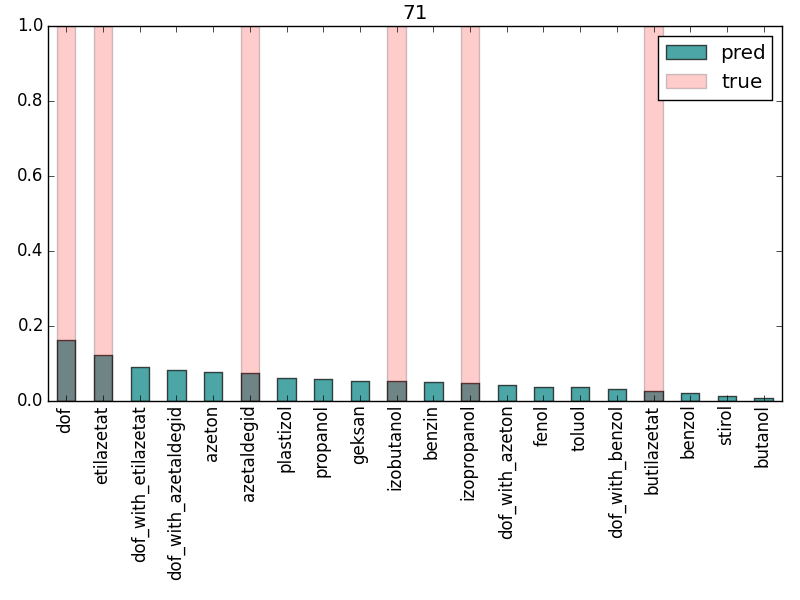 71
1.0
0.8
0.6
0.4
0.2
0.0
pred
true
dof
etilazetat
dof_with_etilazetat
dof_with_azetaldegid
azeton
azetaldegid
plastizol
propanol
geksan
izobutanol
benzin
izopropanol
dof_with_azeton
fenol
toluol
dof_with_benzol
butilazetat
benzol
stirol
butanol